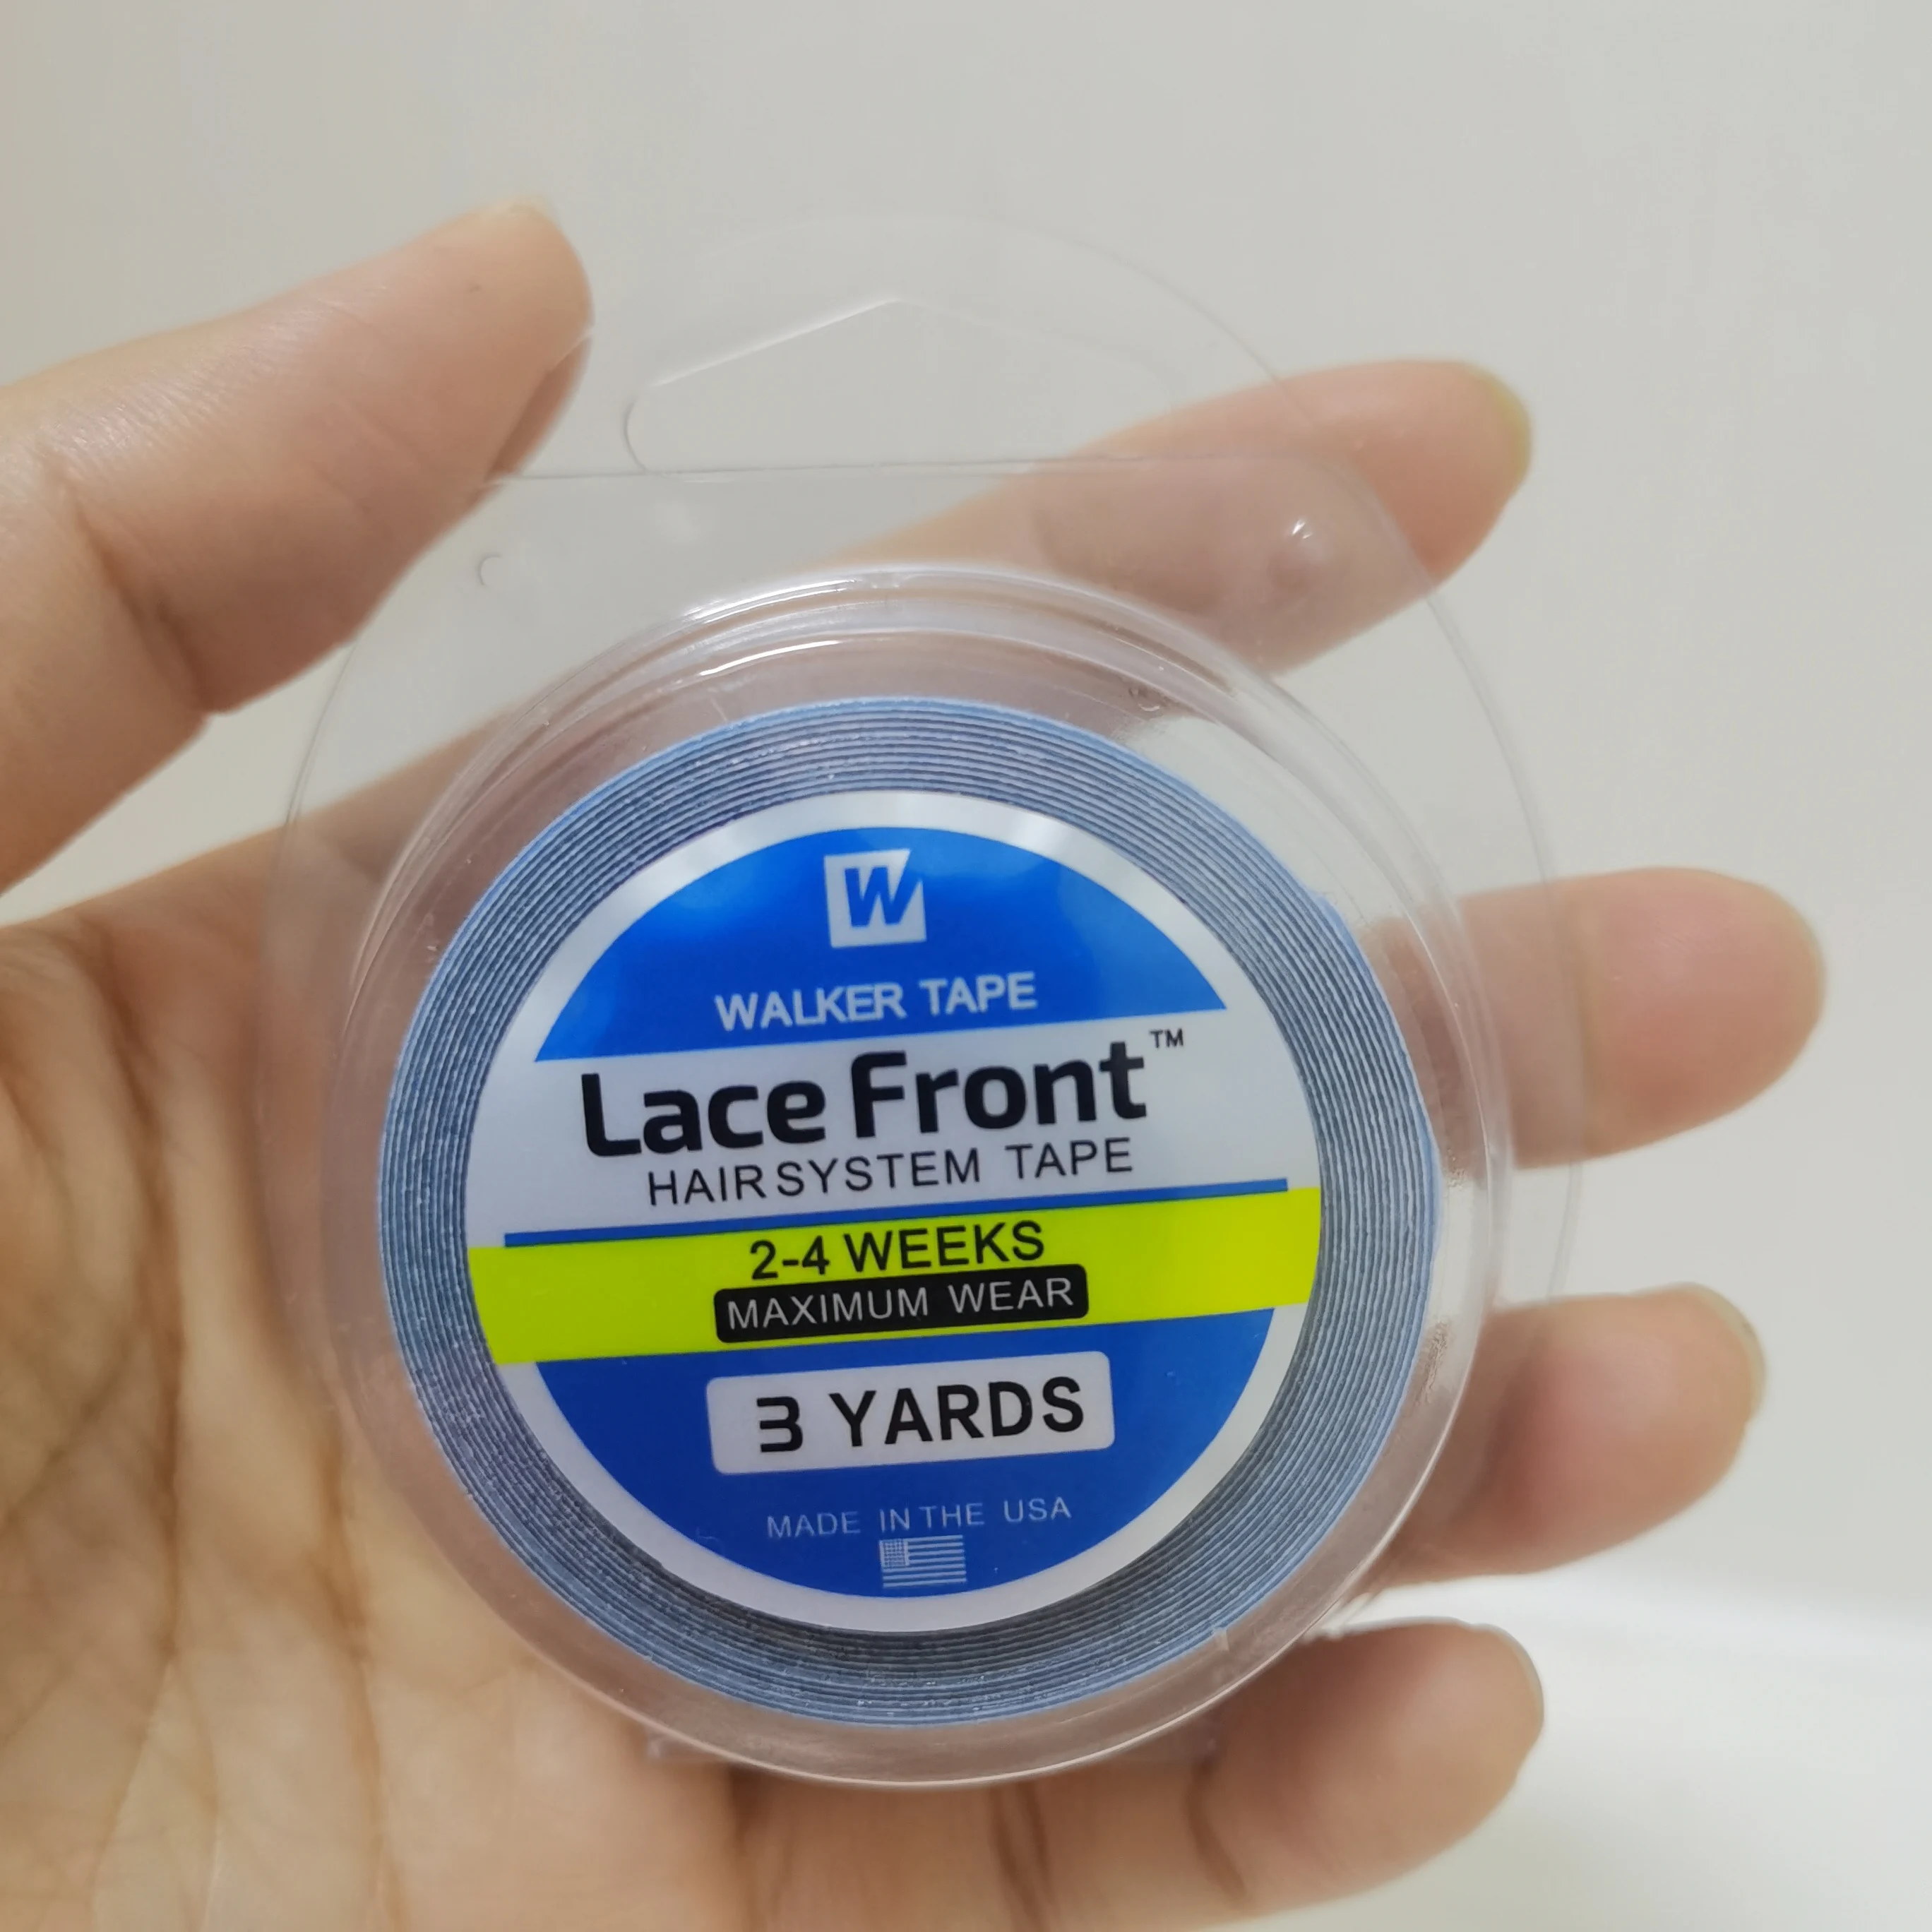 W
WALKER TAPE
Lace Front™
HAIR SYSTEM TAPE
2-4 WEEKS
MAXIMUM WEAR
3 YARDS
MADE IN THE USA